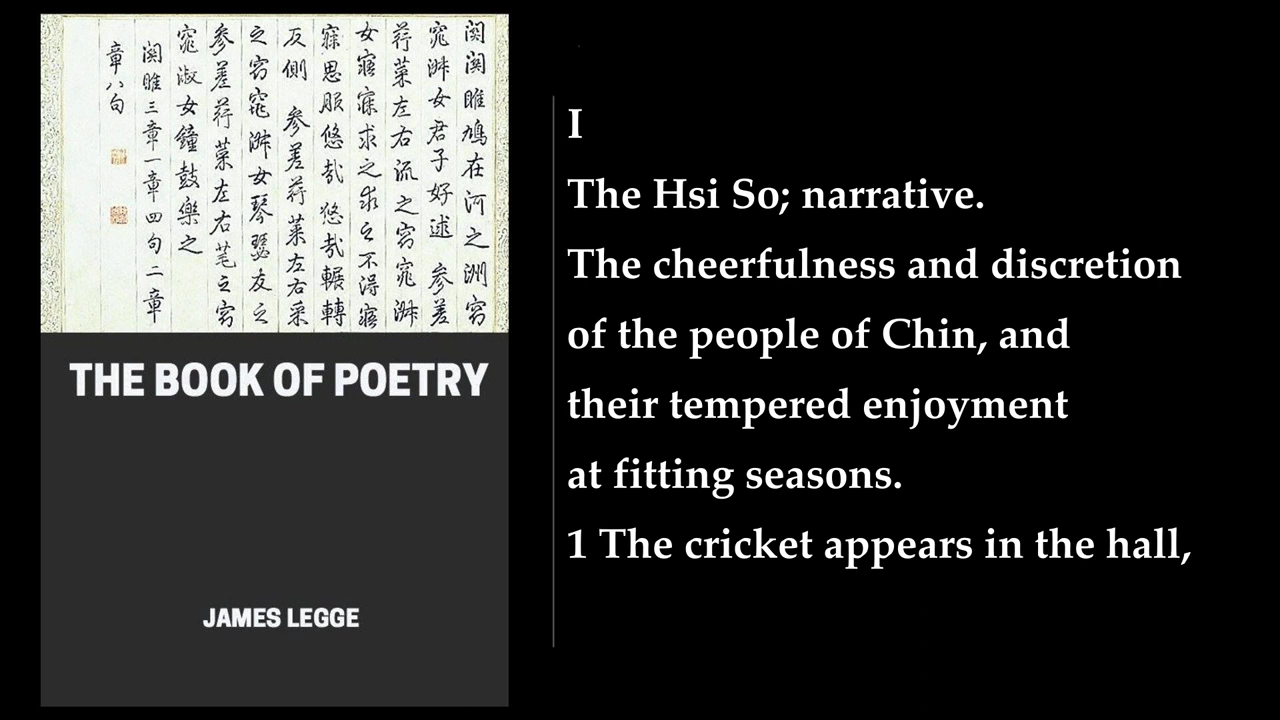 関関雎鳩在河之洲窈
窕淑女君子好逑 參差
荇菜左右流之窈窕淑
女寤寐求之求之不得寤
寐思服悠哉悠哉輾轉
反側 參差荇菜左右采
之窈窕淑女琴瑟友之
參差荇菜左右芼之窈
窕淑女鐘鼓樂之
関雎三章一章四句二章
章八句
THE BOOK OF POETRY
JAMES LEGGE
I
The Hsi So; narrative.
The cheerfulness and discretion
of the people of Chin, and
their tempered enjoyment
at fitting seasons.
1 The cricket appears in the hall,